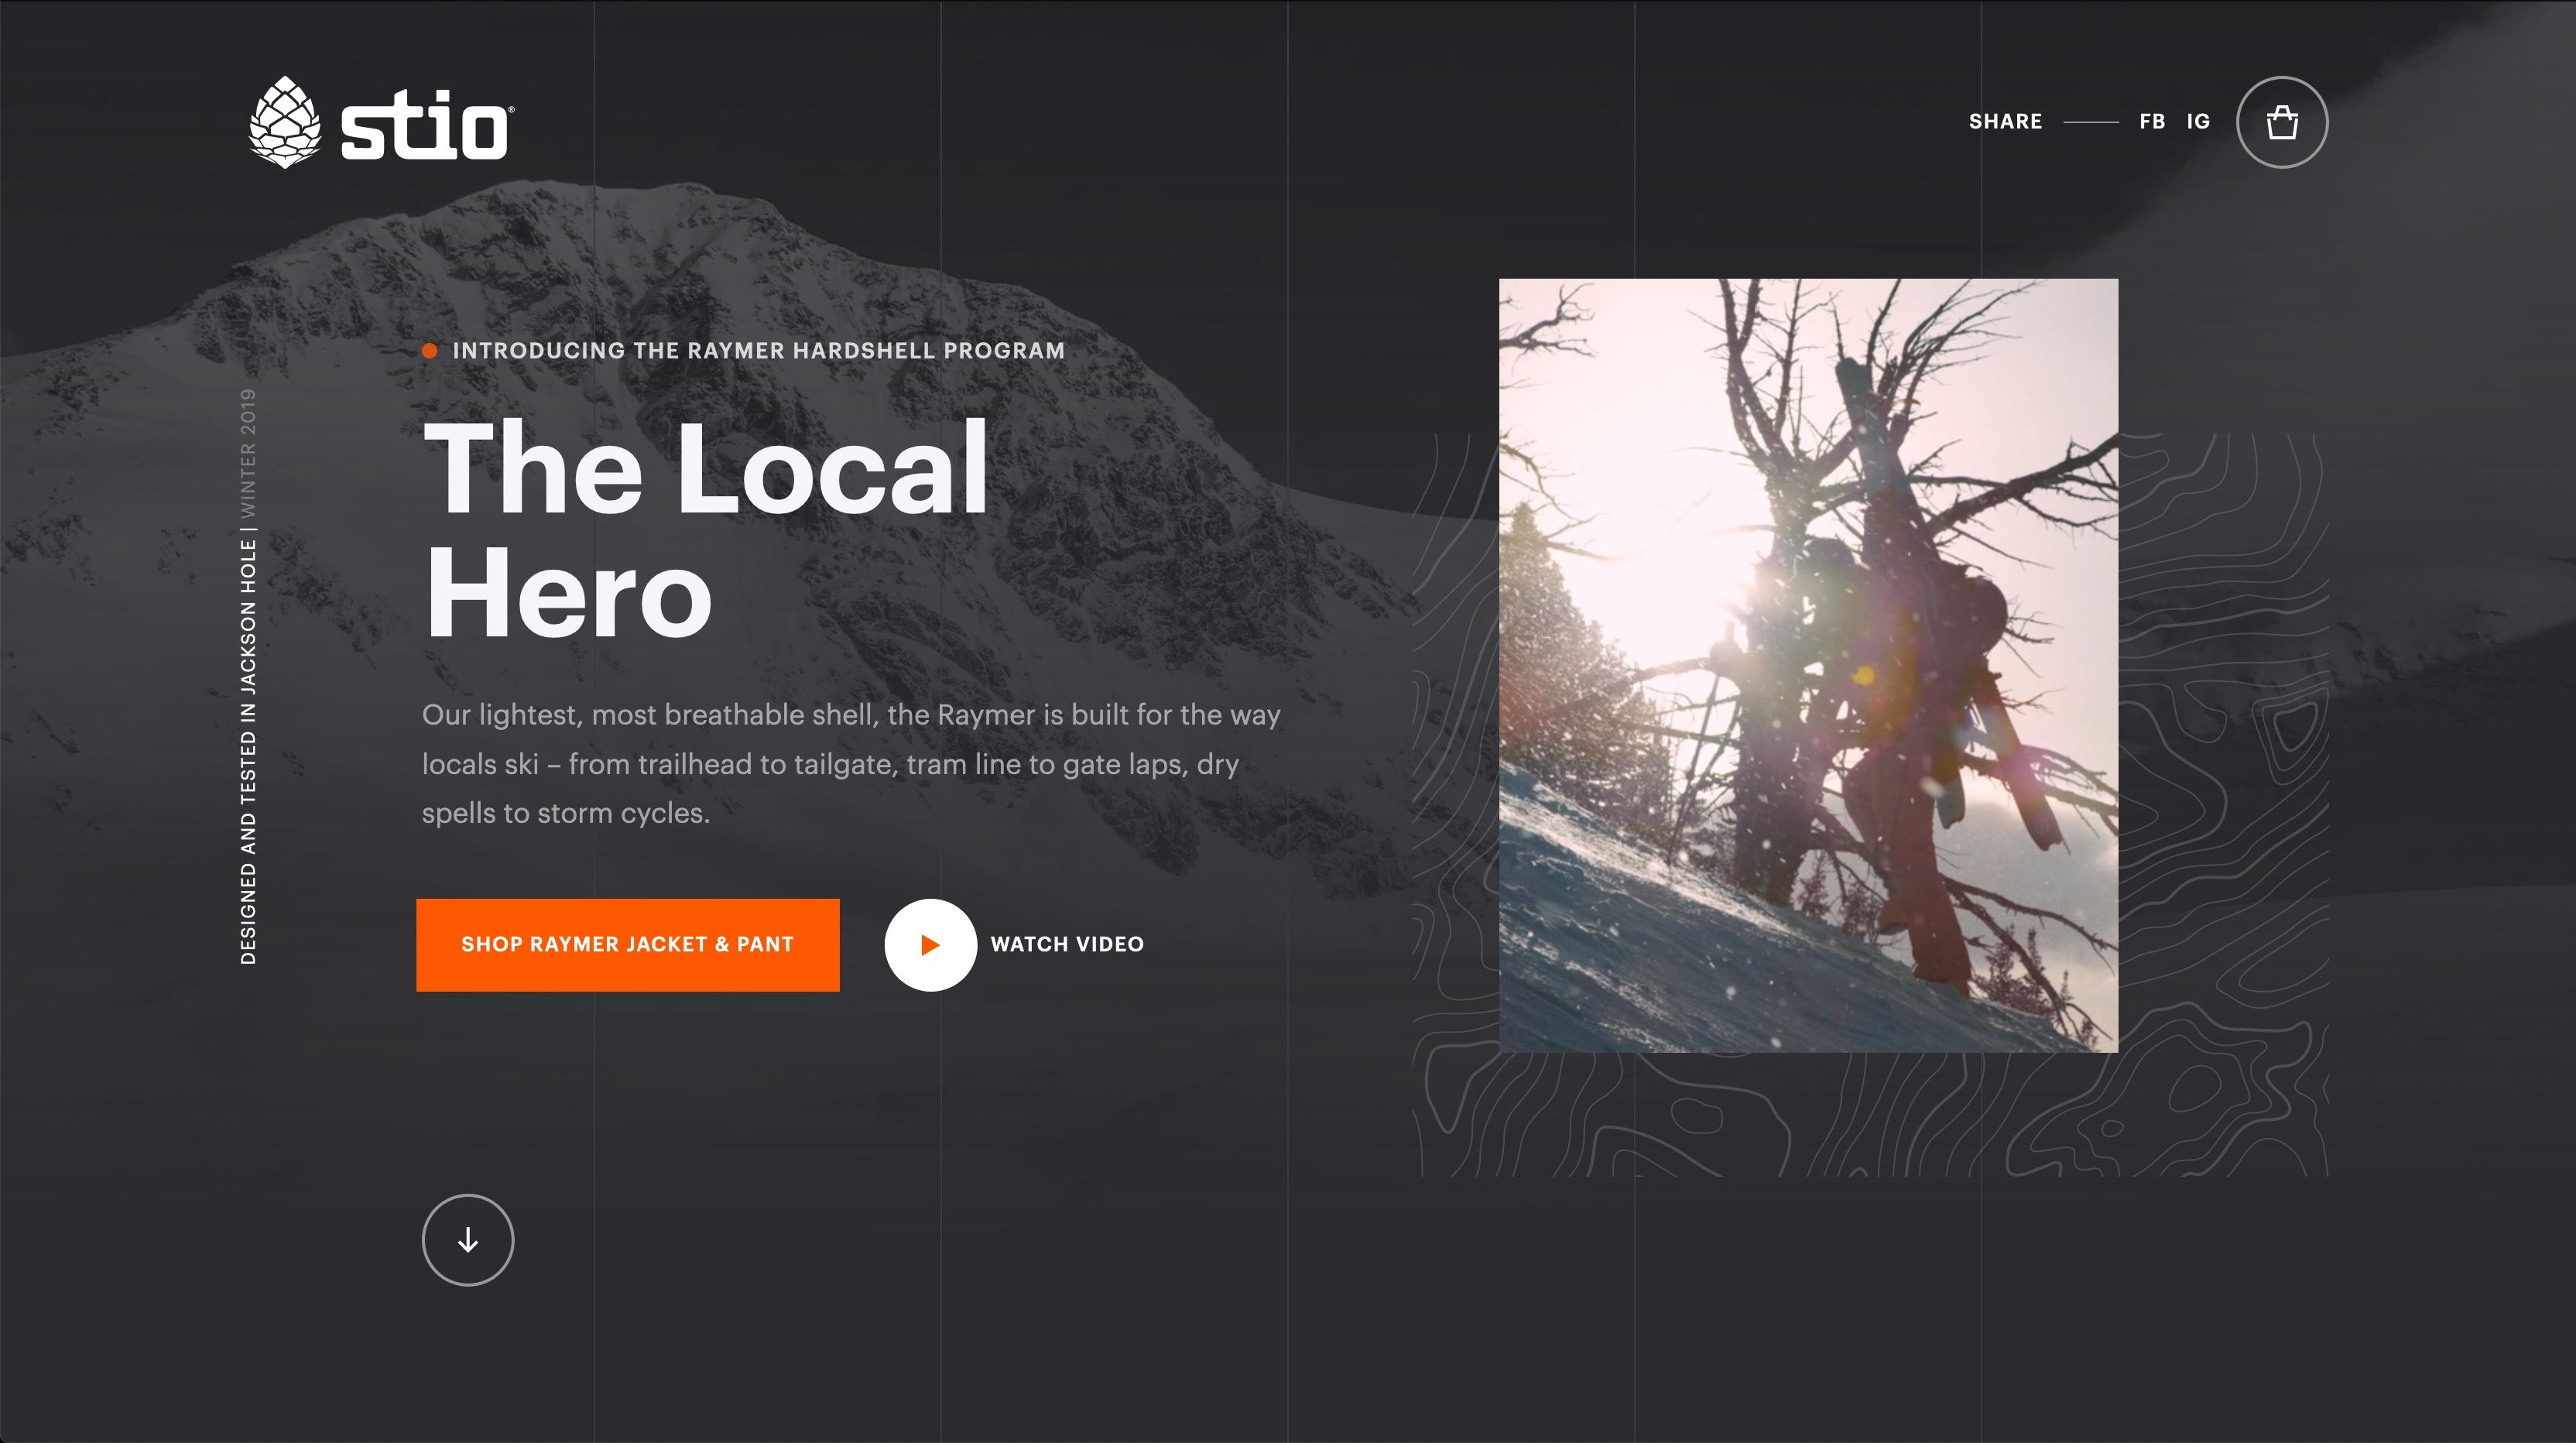 stio®
SHARE FB IG
INTRODUCING THE RAYMER HARDSHELL PROGRAM
The Local
Hero
Our lightest, most breathable shell, the Raymer is built for the way
locals ski – from trailhead to tailgate, tram line to gate laps, dry
spells to storm cycles.
SHOP RAYMER JACKET & PANT
WATCH VIDEO
DESIGNED AND TESTED IN JACKSON HOLE | WINTER 2019